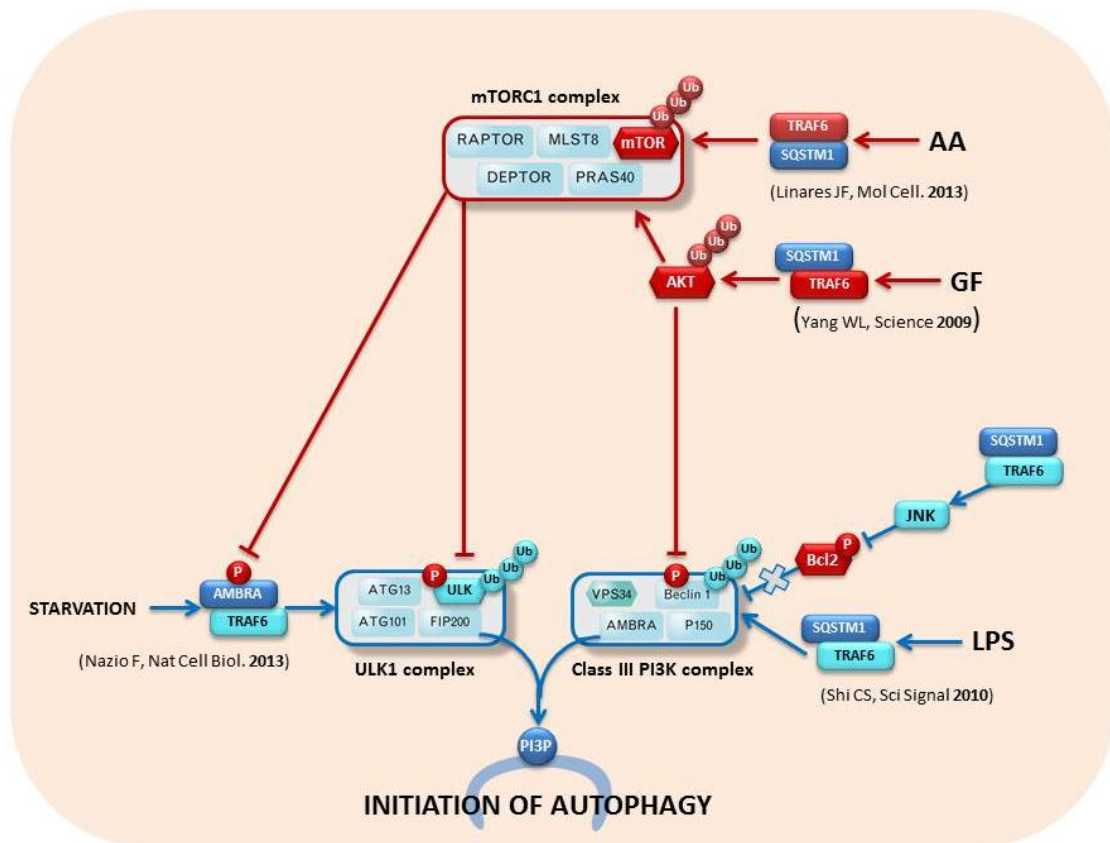 mTORC1 complex
Ub
Ub
Ub
RAPTOR MLST8 mTOR
DEPTOR PRAS40
TRAF6
SQSTM1
AA
(Linares JF, Mol Cell. 2013)
Ub
Ub
Ub
AKT
SQSTM1
TRAF6
GF
(Yang WL, Science 2009)
SQSTM1
TRAF6
JNK
P
Bcl2
P
AMBRA
TRAF6
STARVATION
(Nazio F, Nat Cell Biol. 2013)
P
Ub
Ub
Ub
ATG13 ULK
ATG101 FIP200
ULK1 complex
P
Ub
Ub
Ub
VPS34 Beclin 1
AMBRA P150
Class III PI3K complex
SQSTM1
TRAF6
LPS
(Shi CS, Sci Signal 2010)
PI3P
INITIATION OF AUTOPHAGY